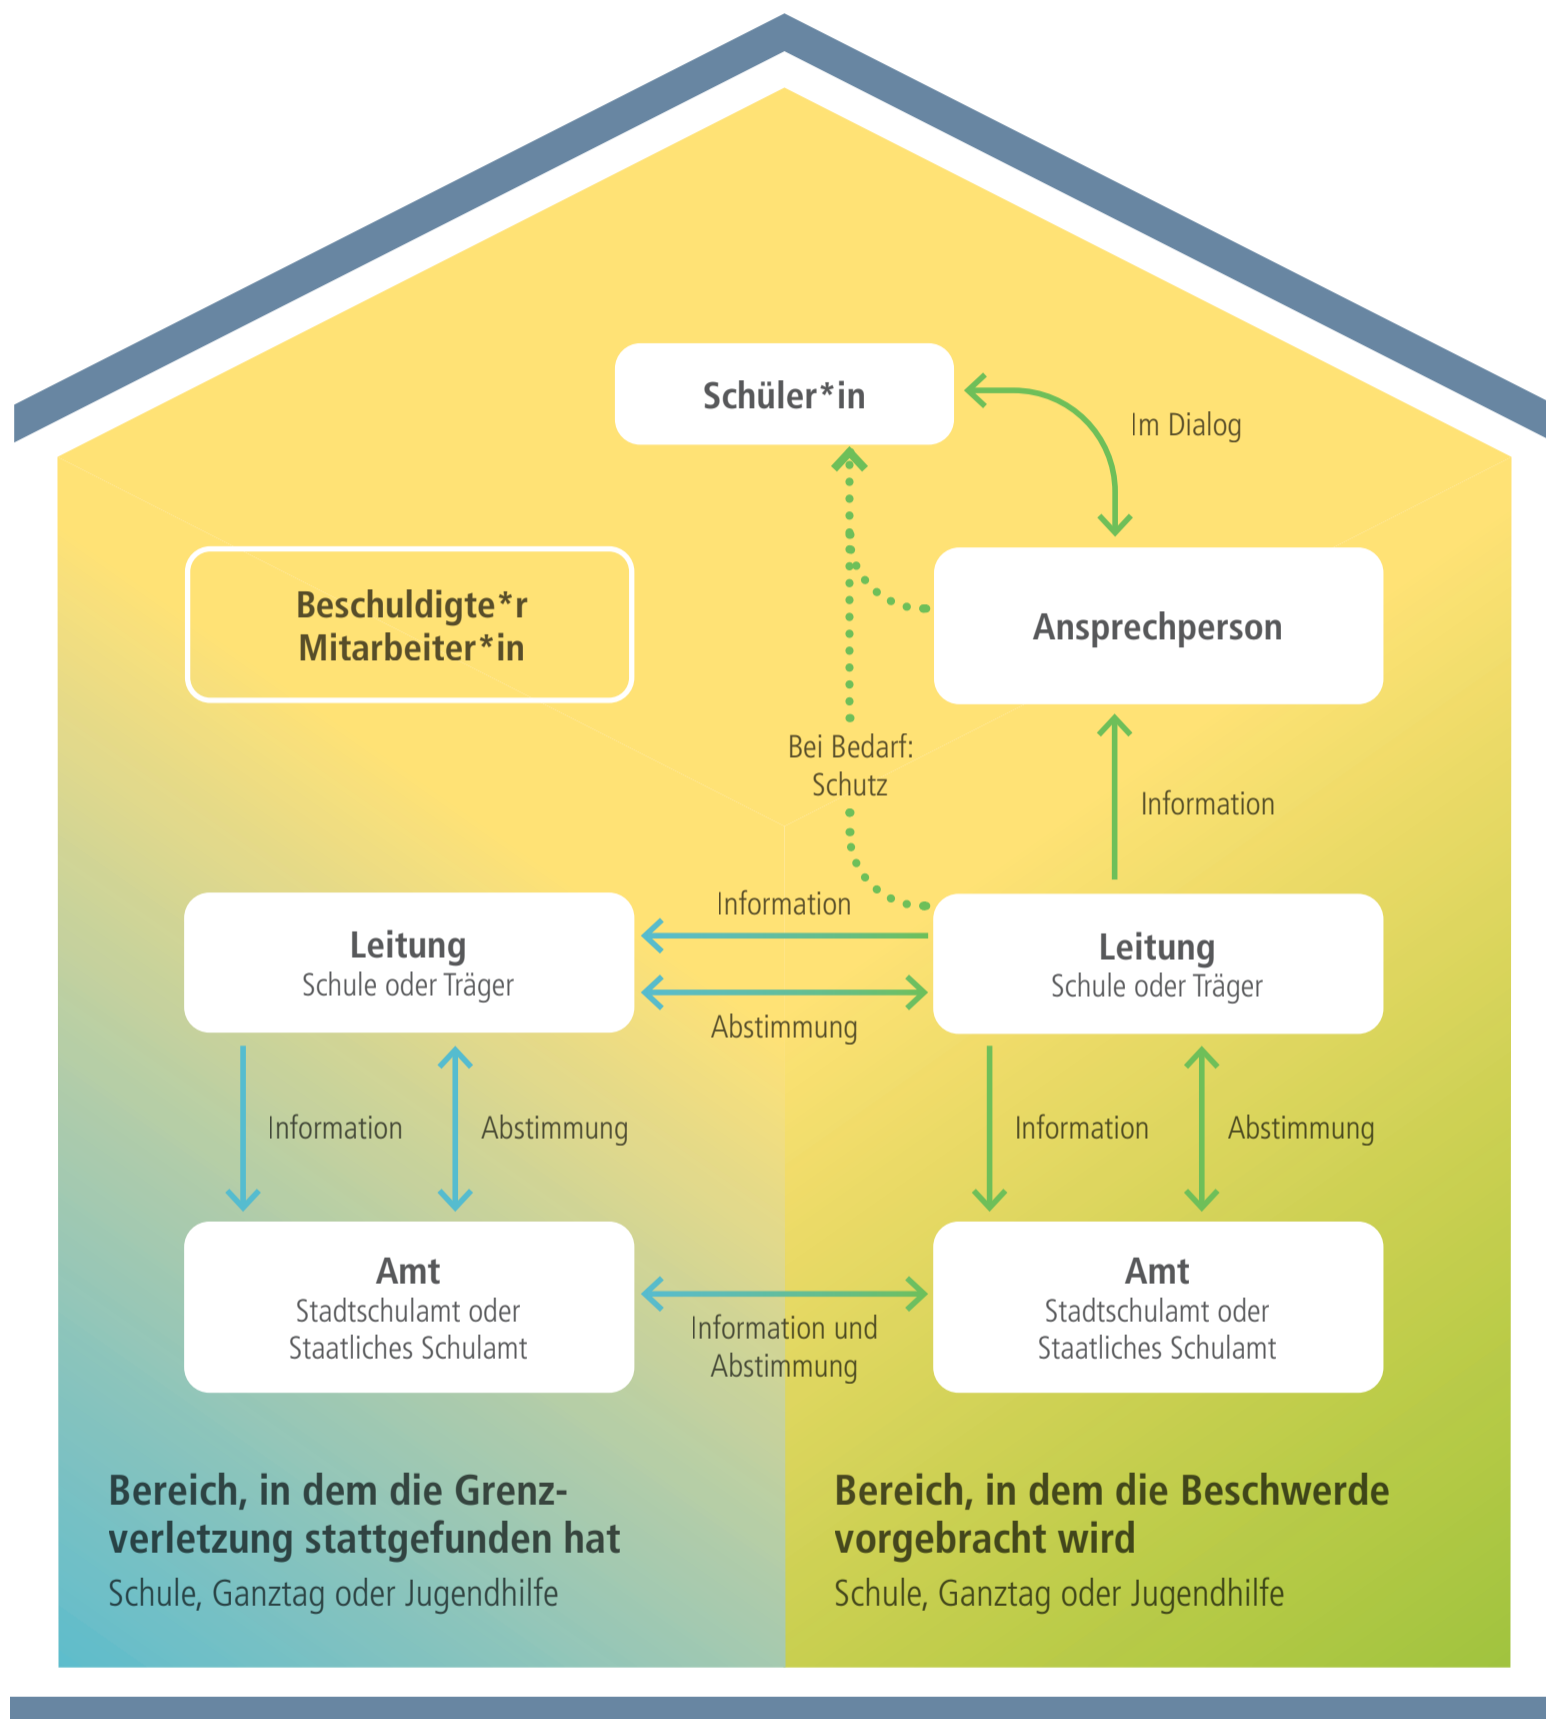 Schüler*in
Im Dialog
Beschuldigte*r
Mitarbeiter*in
Ansprechperson
Bei Bedarf:
Schutz
Information
Information
Leitung
Schule oder Träger
Leitung
Schule oder Träger
Abstimmung
Information
Abstimmung
Information
Abstimmung
Amt
Stadtschulamt oder
Staatliches Schulamt
Information und
Abstimmung
Amt
Stadtschulamt oder
Staatliches Schulamt
Bereich, in dem die Grenz-
verletzung stattgefunden hat
Schule, Ganztag oder Jugendhilfe
Bereich, in dem die Beschwerde
vorgebracht wird
Schule, Ganztag oder Jugendhilfe